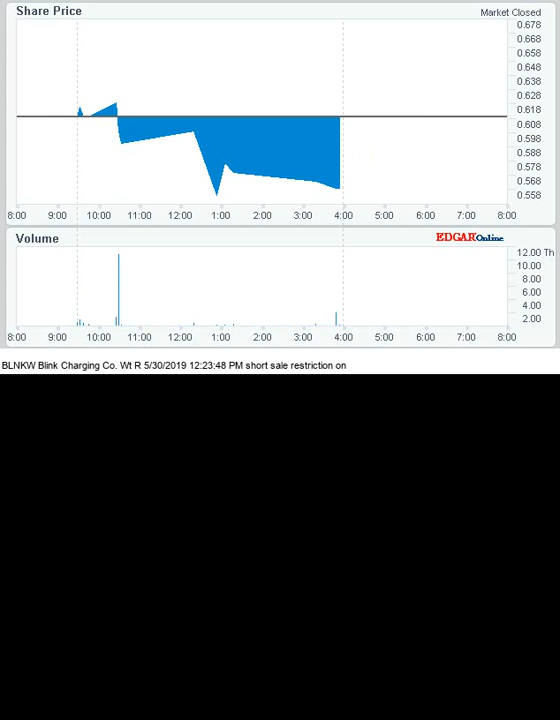 Share Price
Market Closed
0.678
0.668
0.658
0.648
0.638
0.628
0.618
0.608
0.598
0.588
0.578
0.568
0.558
8:00 9:00 10:00 11:00 12:00 1:00 2:00 3:00 4:00 5:00 6:00 7:00 8:00
Volume
EDGAR Online
12.00 Th
10.00
8.00
6.00
4.00
2.00
8:00 9:00 10:00 11:00 12:00 1:00 2:00 3:00 4:00 5:00 6:00 7:00 8:00
BLNKW Blink Charging Co. Wt R 5/30/2019 12:23:48 PM short sale restriction on